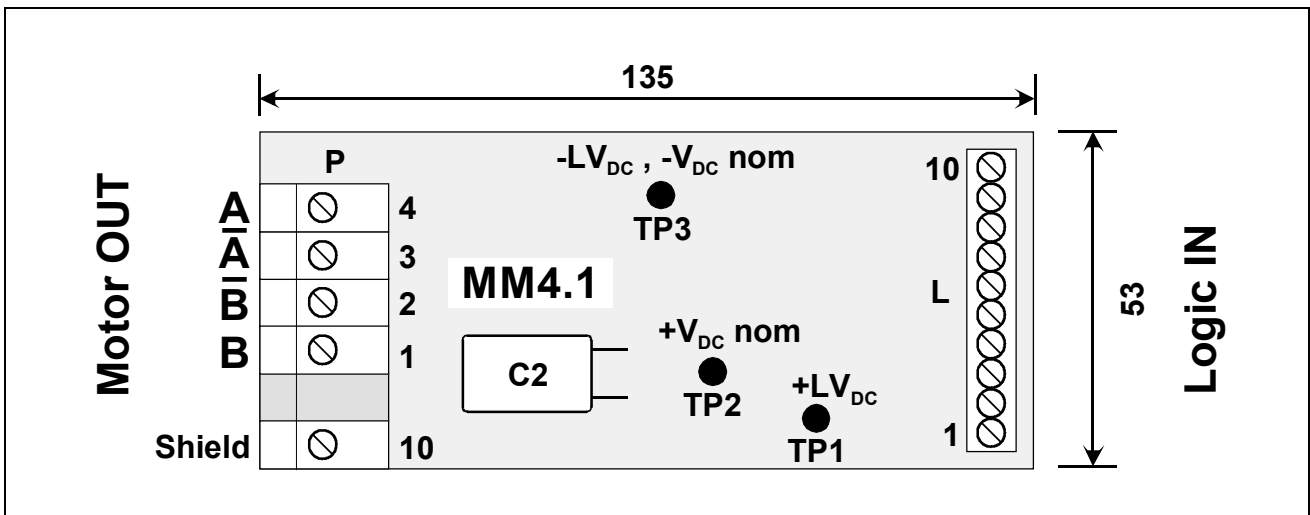 135
P
-LVDC , -VDC nom
10
A
4
TP3
A̅
3
MM4.1
L
B̅
2
+VDC nom
B
1
C2
+LVDC
TP2
Shield
10
TP1
1
Motor OUT
53
Logic IN